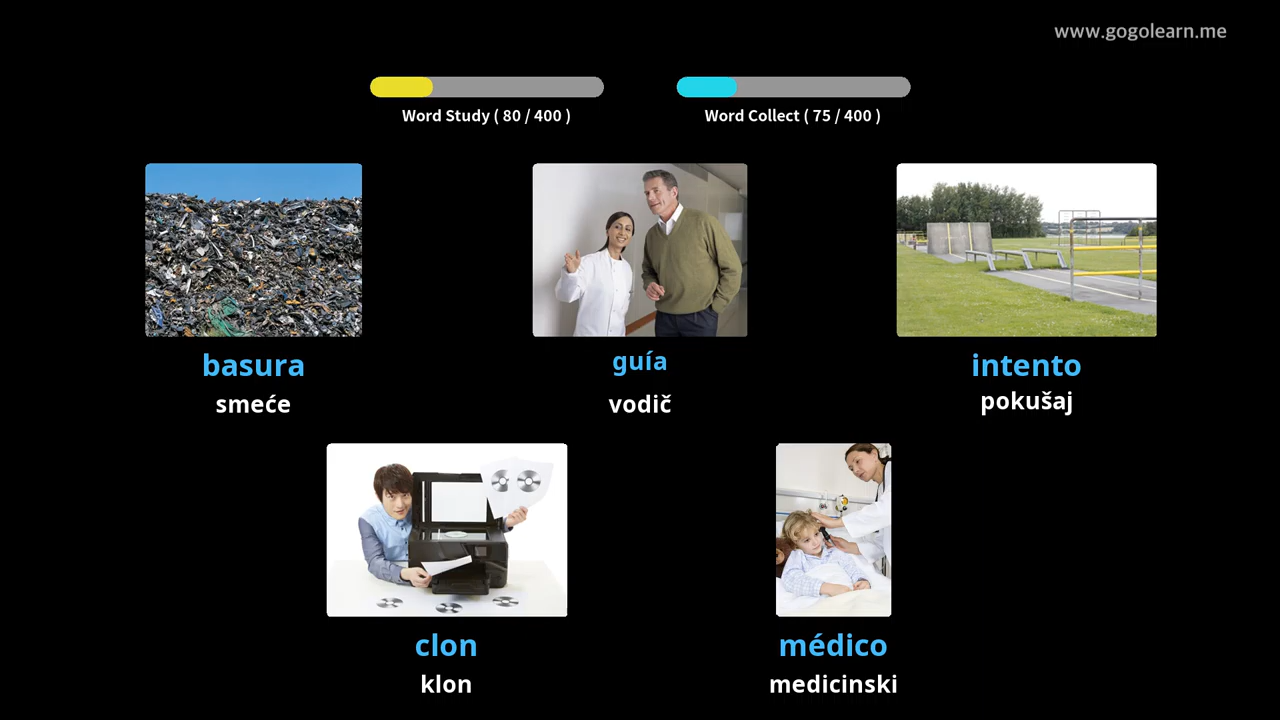 www.gogolearn.me
Word Study ( 80 / 400 )
Word Collect ( 75 / 400 )
basura
smeće
guía
vodič
intento
pokušaj
clon
klon
médico
medicinski